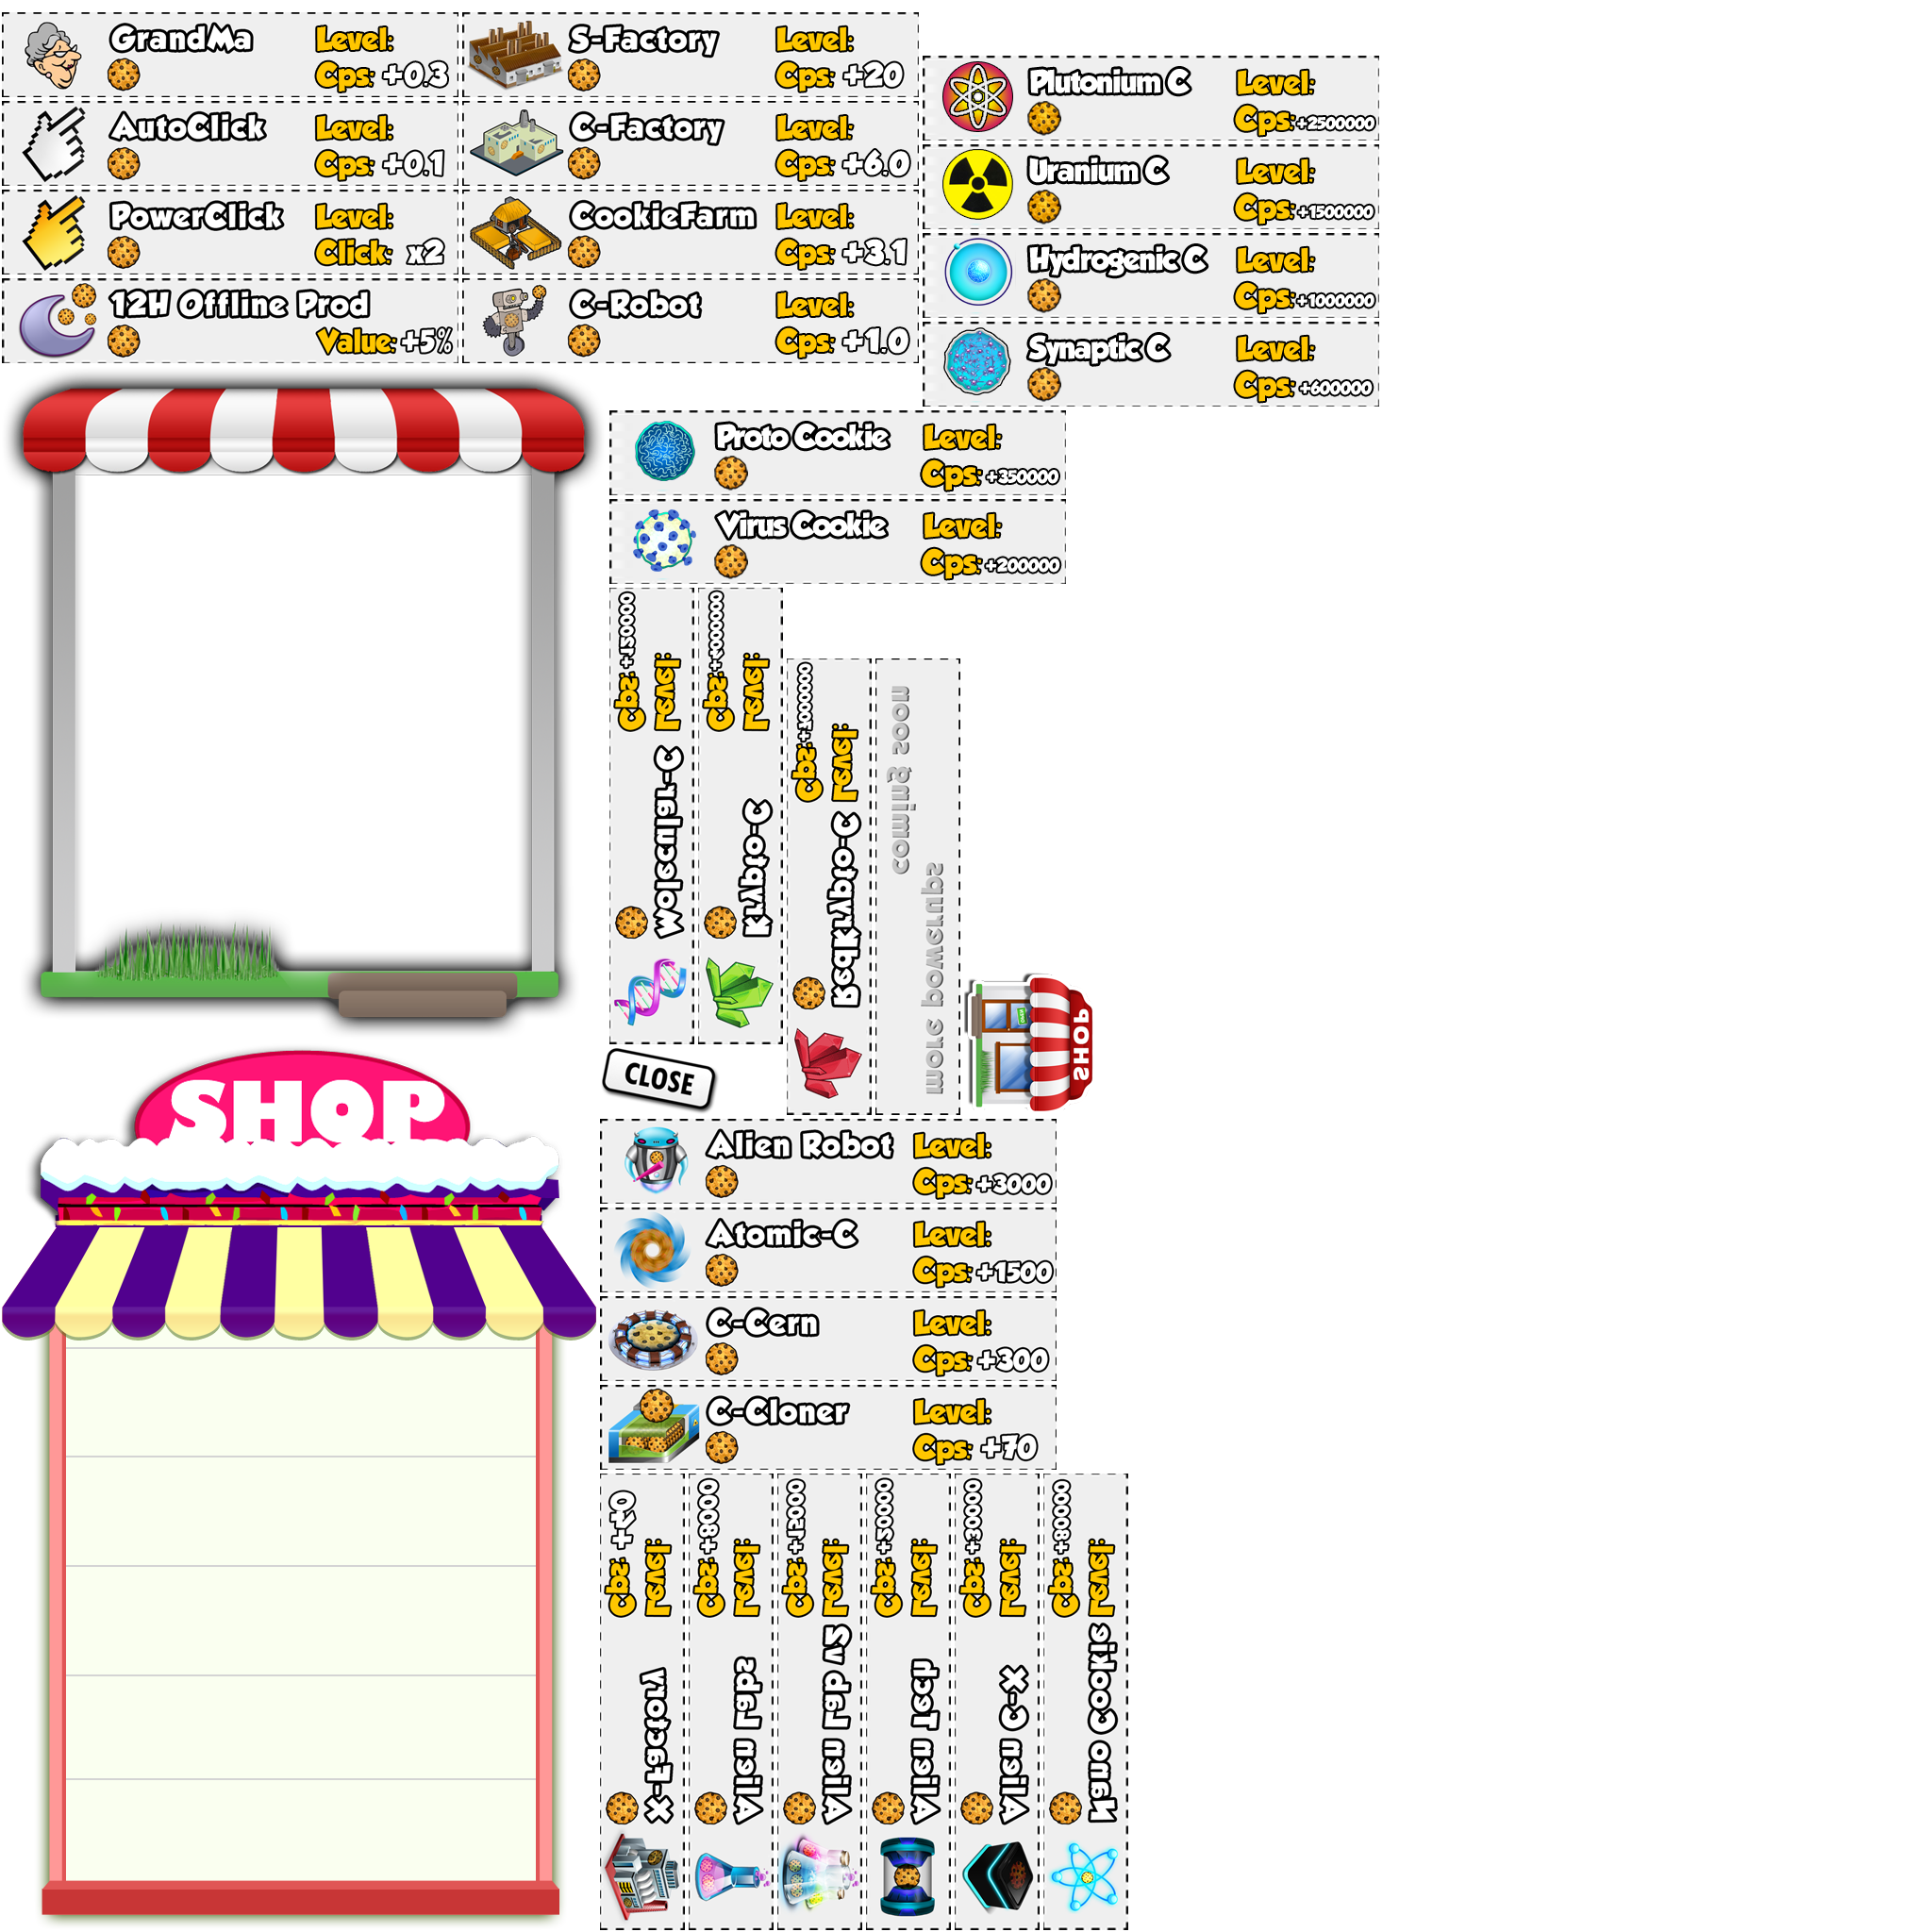 GrandMa
Level:
Cps: +0.3
AutoClick
Level:
Cps: +0.1
PowerClick
Level:
Click: x2
12H Offline Prod
Value: +5%
S-Factory
Level:
Cps: +20
C-Factory
Level:
Cps: +6.0
CookieFarm
Level:
Cps: +3.1
C-Robot
Level:
Cps: +1.0
Plutonium C
Level:
Cps: +2500000
Uranium C
Level:
Cps: +1500000
Hydrogenic C
Level:
Cps: +1000000
Synaptic C
Level:
Cps: +600000
Proto Cookie
Level:
Cps: +350000
Virus Cookie
Level:
Cps: +200000
Molecular-C
Level:
Cps: +120000
Krypto-C
Level:
Cps: +4000000
RedKrypto-C
Level:
Cps: +7000000
more powerups
coming soon
SHOP
CLOSE
SHOP
Alien Robot
Level:
Cps: +3000
Atomic-C
Level:
Cps: +1500
C-Cern
Level:
Cps: +300
C-Cloner
Level:
Cps: +70
X-Factory
Level:
Cps: +40
Alien Labs
Level:
Cps: +8000
Alien Lab v2
Level:
Cps: +15000
Alien Tech
Level:
Cps: +20000
Alien C-X
Level:
Cps: +30000
Nano Cookie
Level:
Cps: +80000